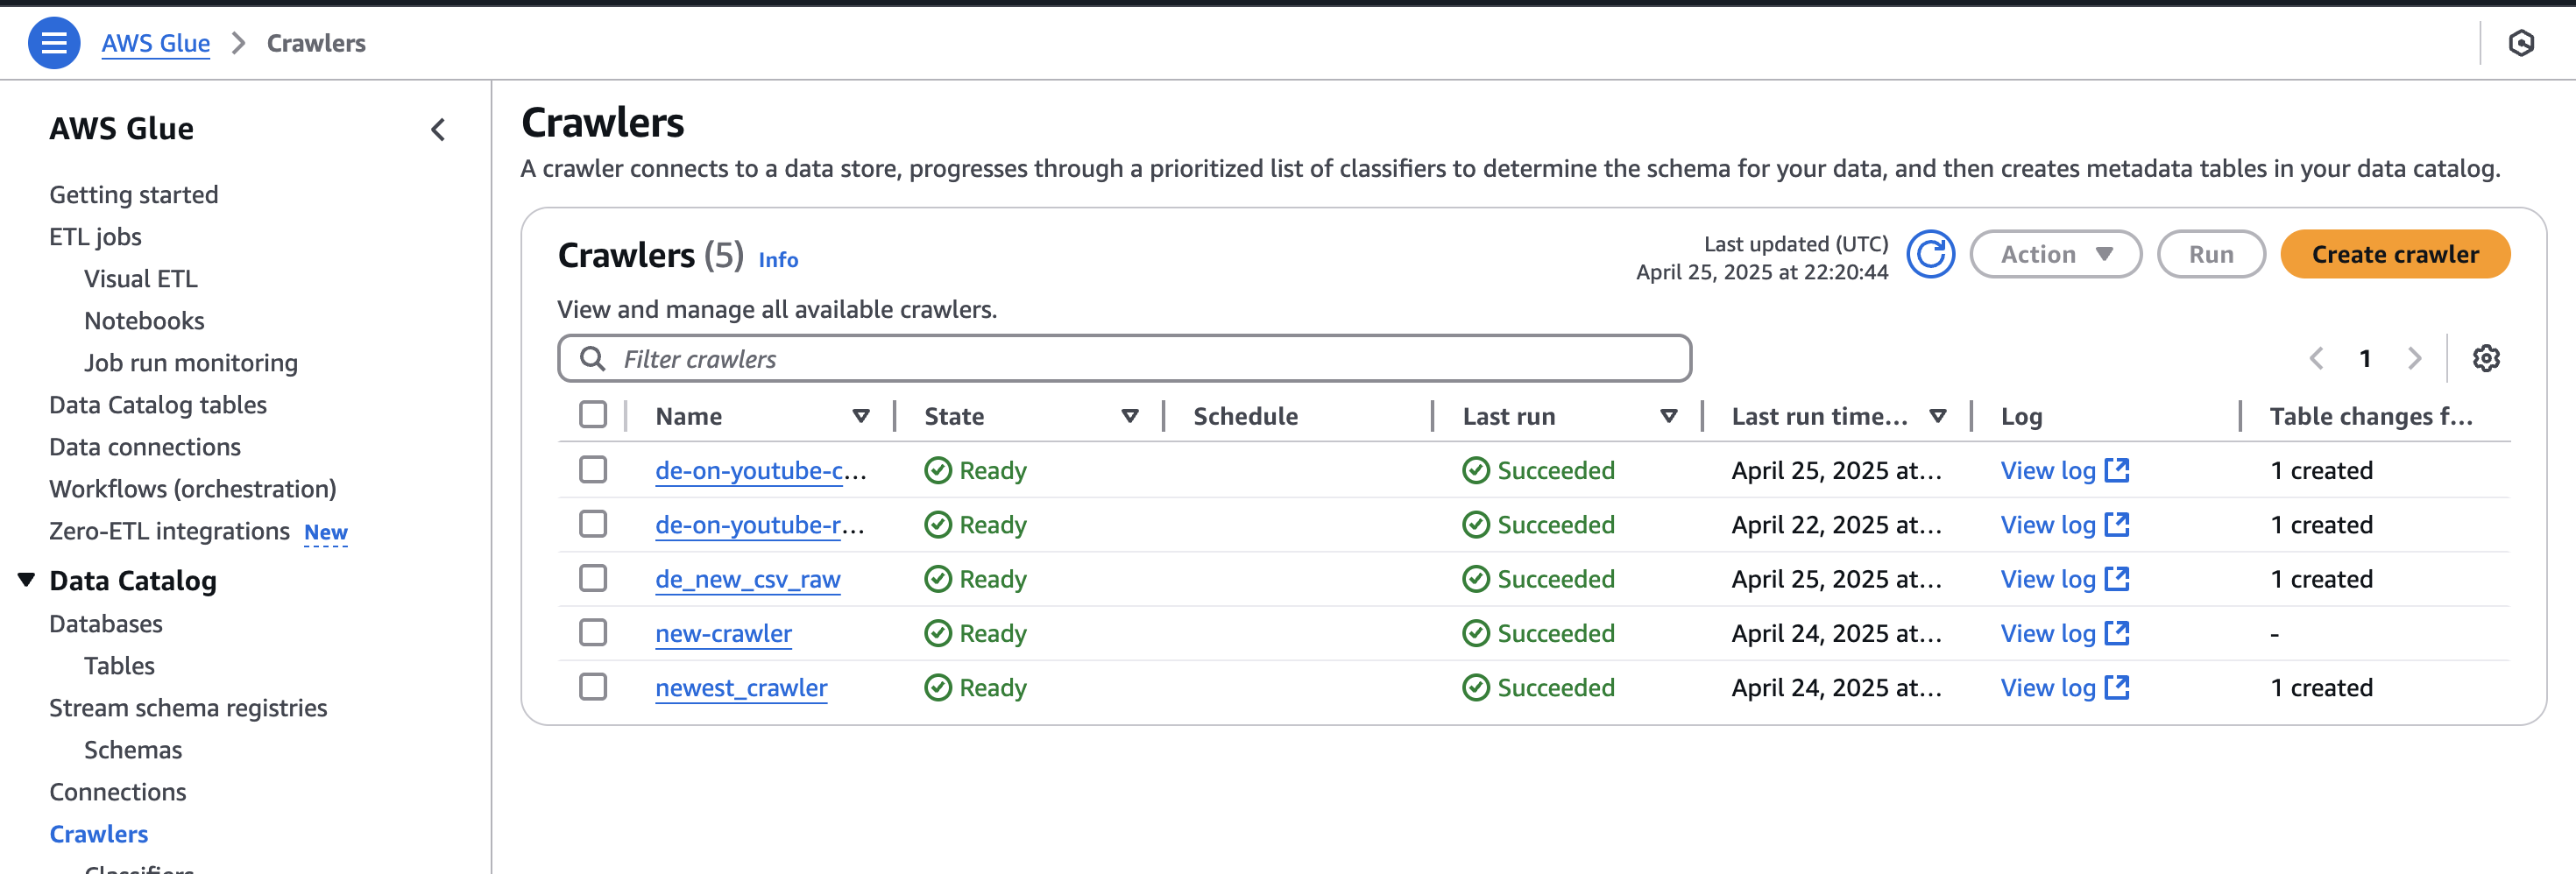 AWS Glue > Crawlers
AWS Glue
Getting started
ETL jobs
Visual ETL
Notebooks
Job run monitoring
Data Catalog tables
Data connections
Workflows (orchestration)
Zero-ETL integrations New
Data Catalog
Databases
Tables
Stream schema registries
Schemas
Connections
Crawlers
Classifiers
Crawlers
A crawler connects to a data store, progresses through a prioritized list of classifiers to determine the schema for your data, and then creates metadata tables in your data catalog.
Crawlers (5) Info
Last updated (UTC)
April 25, 2025 at 22:20:44
Action Run Create crawler
View and manage all available crawlers.
Filter crawlers
1
Name State Schedule Last run Last run time... Log Table changes f...
de-on-youtube-c... Ready Succeeded April 25, 2025 at... View log 1 created
de-on-youtube-r... Ready Succeeded April 22, 2025 at... View log 1 created
de_new_csv_raw Ready Succeeded April 25, 2025 at... View log 1 created
new-crawler Ready Succeeded April 24, 2025 at... View log -
newest_crawler Ready Succeeded April 24, 2025 at... View log 1 created